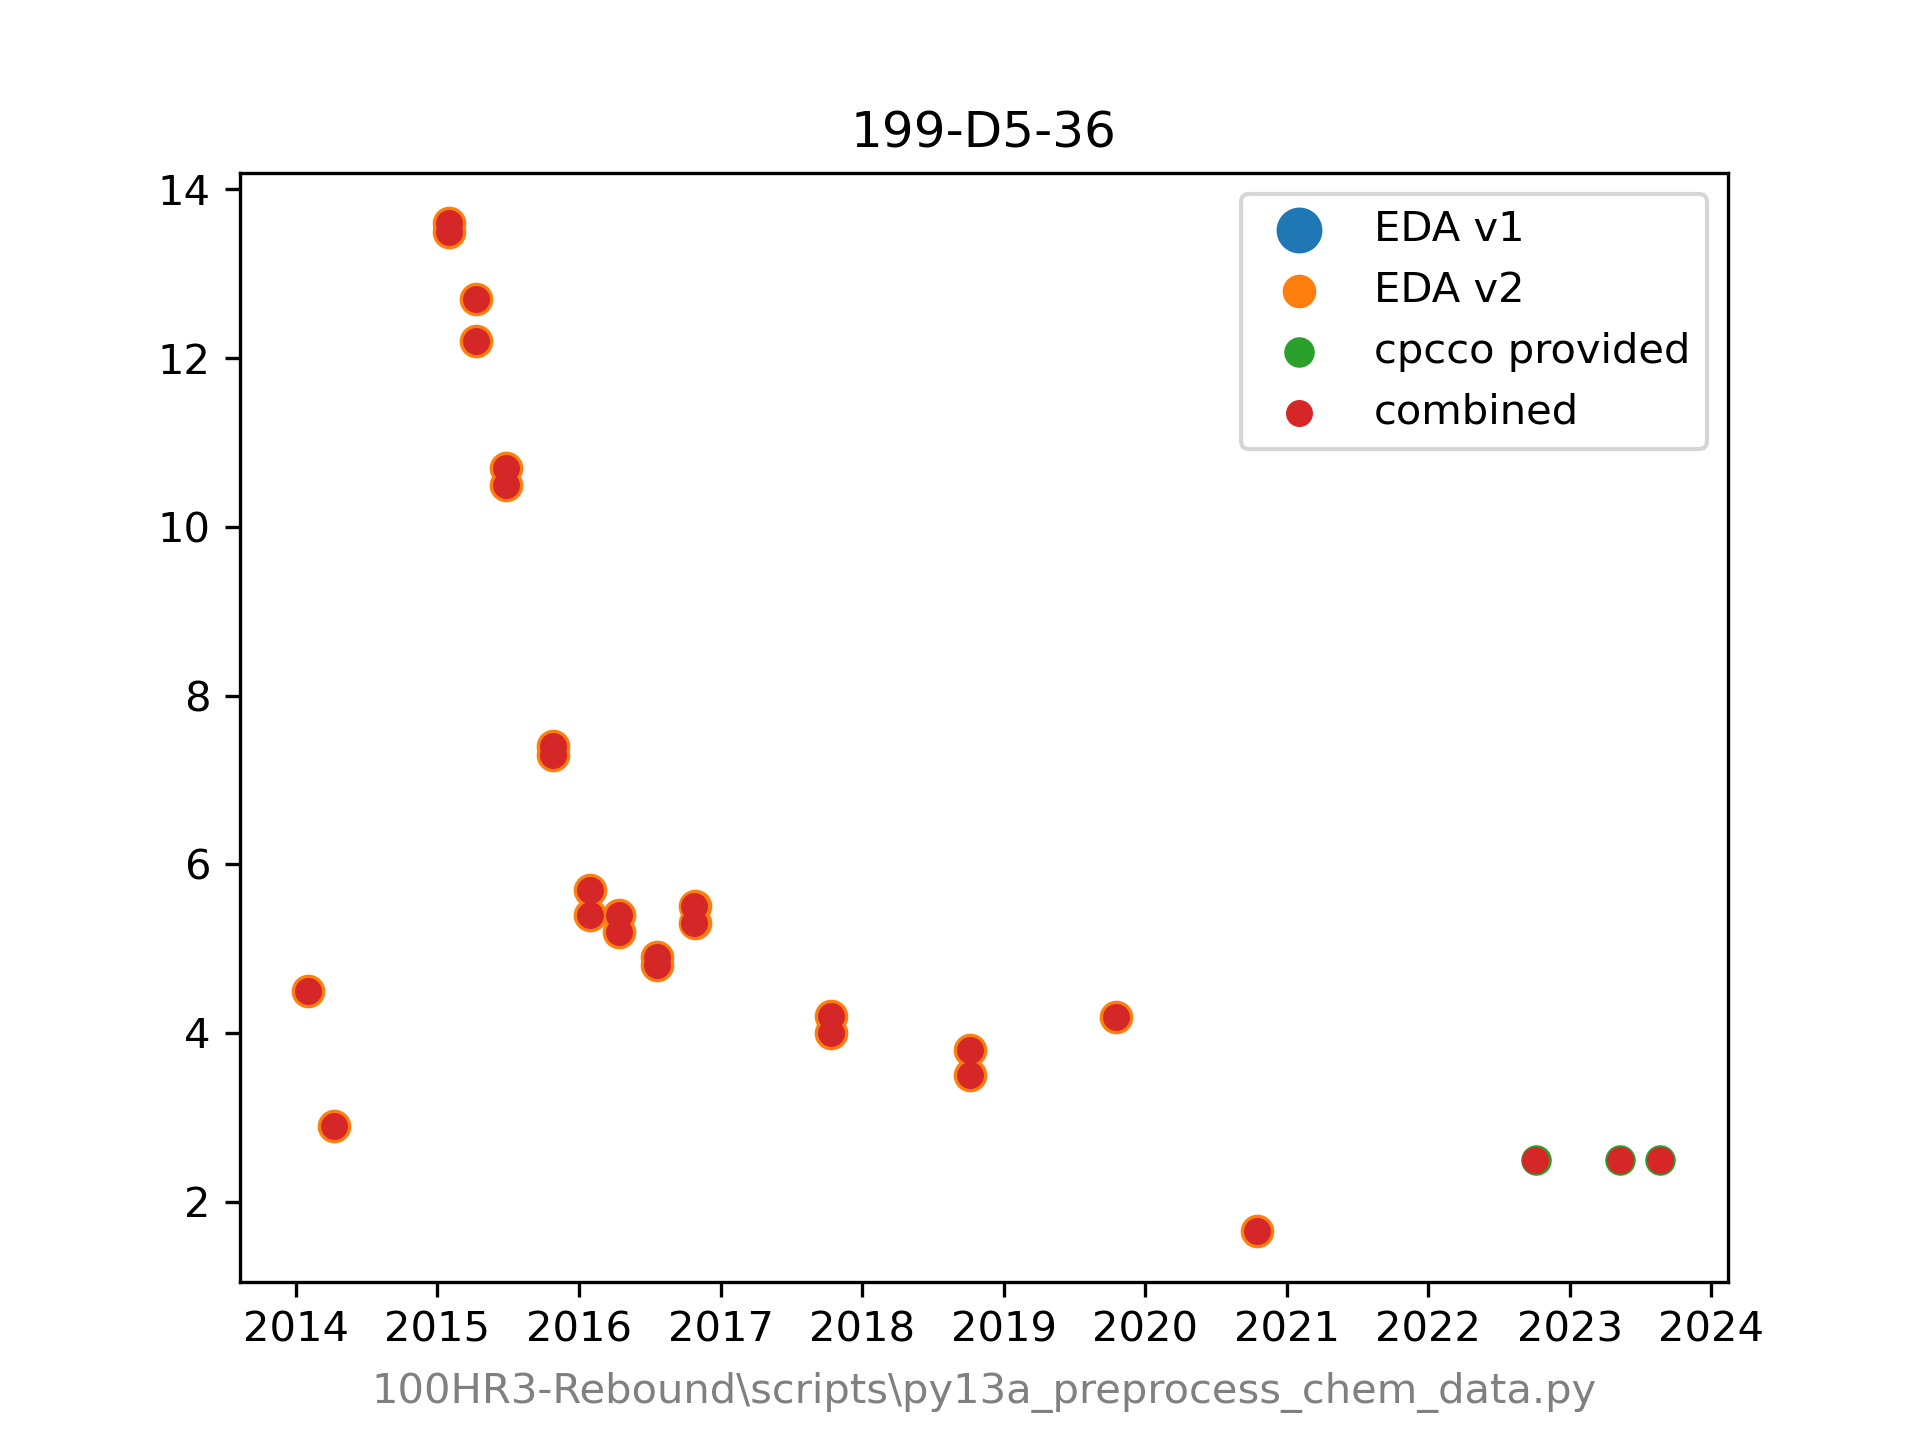 199-D5-36
14
12
10
8
6
4
2
EDA v1
EDA v2
cpcco provided
combined
2014 2015 2016 2017 2018 2019 2020 2021 2022 2023 2024
100HR3-Rebound\scripts\py13a_preprocess_chem_data.py